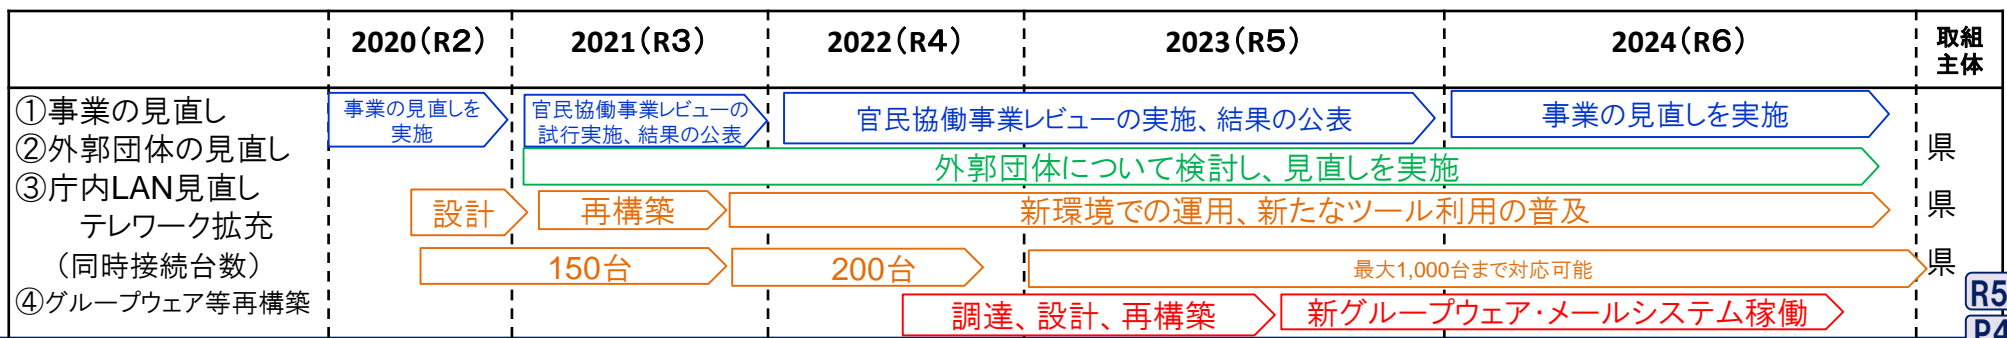 2020（R２） 2021（R３） 2022（R４） 2023（R５） 2024（R６） 取組
主体
①事業の見直し
事業の見直しを
実施
官民協働事業レビューの
試行実施、結果の公表
官民協働事業レビューの実施、結果の公表
事業の見直しを実施
県
②外郭団体の見直し
外郭団体について検討し、見直しを実施
③庁内LAN見直し
テレワーク拡充
設計
再構築
新環境での運用、新たなツール利用の普及
県
（同時接続台数）
150台
200台
最大1,000台まで対応可能
県
④グループウェア等再構築
調達、設計、再構築
新グループウェア・メールシステム稼働
R5